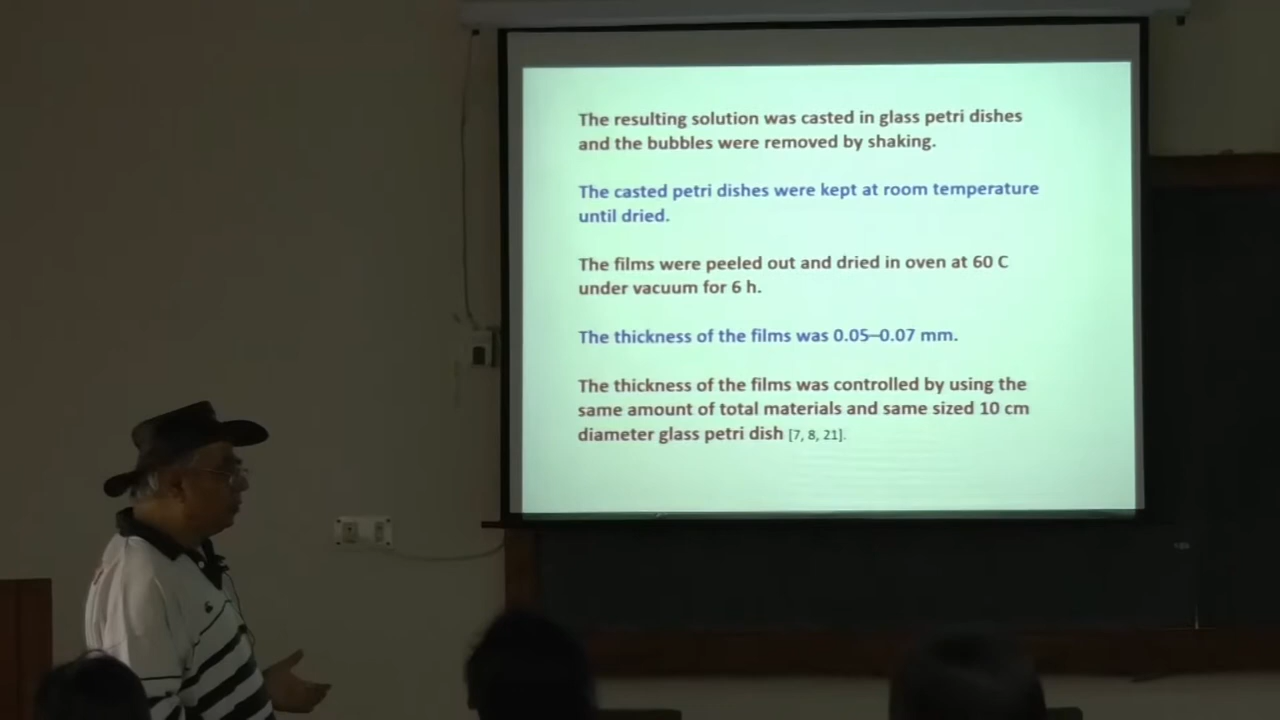 The resulting solution was casted in glass petri dishes
and the bubbles were removed by shaking.
The casted petri dishes were kept at room temperature
until dried.
The films were peeled out and dried in oven at 60 C
under vacuum for 6 h.
The thickness of the films was 0.05–0.07 mm.
The thickness of the films was controlled by using the
same amount of total materials and same sized 10 cm
diameter glass petri dish [7, 8, 21].